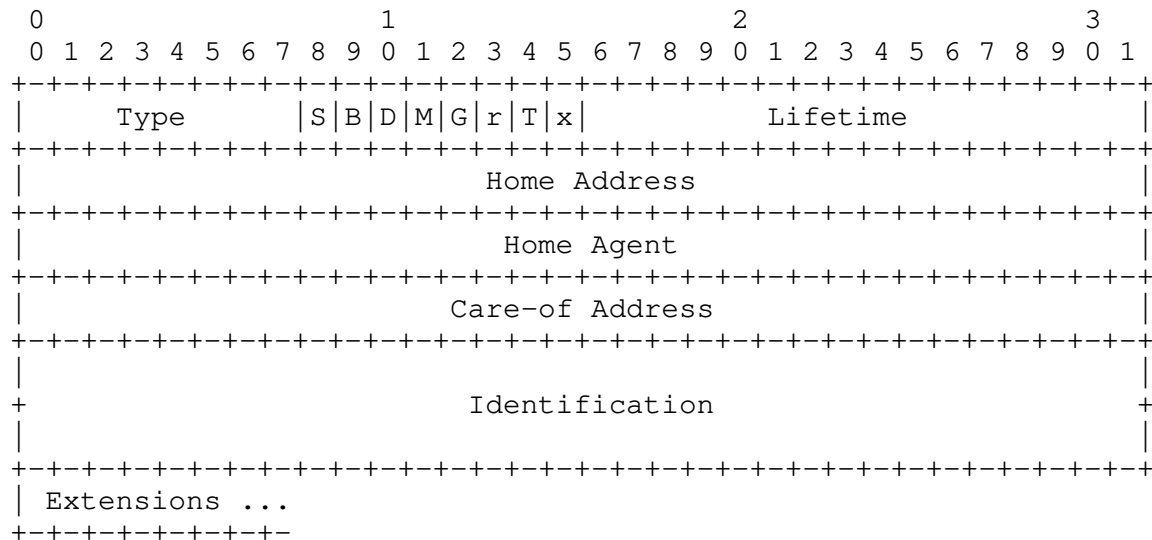 0                   1                   2                   3
 0 1 2 3 4 5 6 7 8 9 0 1 2 3 4 5 6 7 8 9 0 1 2 3 4 5 6 7 8 9 0 1
+-+-+-+-+-+-+-+-+-+-+-+-+-+-+-+-+-+-+-+-+-+-+-+-+-+-+-+-+-+-+-+-+
|     Type      |S|B|D|M|G|r|T|x|          Lifetime             |
+-+-+-+-+-+-+-+-+-+-+-+-+-+-+-+-+-+-+-+-+-+-+-+-+-+-+-+-+-+-+-+-+
|                          Home Address                         |
+-+-+-+-+-+-+-+-+-+-+-+-+-+-+-+-+-+-+-+-+-+-+-+-+-+-+-+-+-+-+-+-+
|                           Home Agent                          |
+-+-+-+-+-+-+-+-+-+-+-+-+-+-+-+-+-+-+-+-+-+-+-+-+-+-+-+-+-+-+-+-+
|                        Care-of Address                        |
+-+-+-+-+-+-+-+-+-+-+-+-+-+-+-+-+-+-+-+-+-+-+-+-+-+-+-+-+-+-+-+-+
|                                                               |
+                         Identification                        +
|                                                               |
+-+-+-+-+-+-+-+-+-+-+-+-+-+-+-+-+-+-+-+-+-+-+-+-+-+-+-+-+-+-+-+-+
| Extensions ...
+-+-+-+-+-+-+-+-